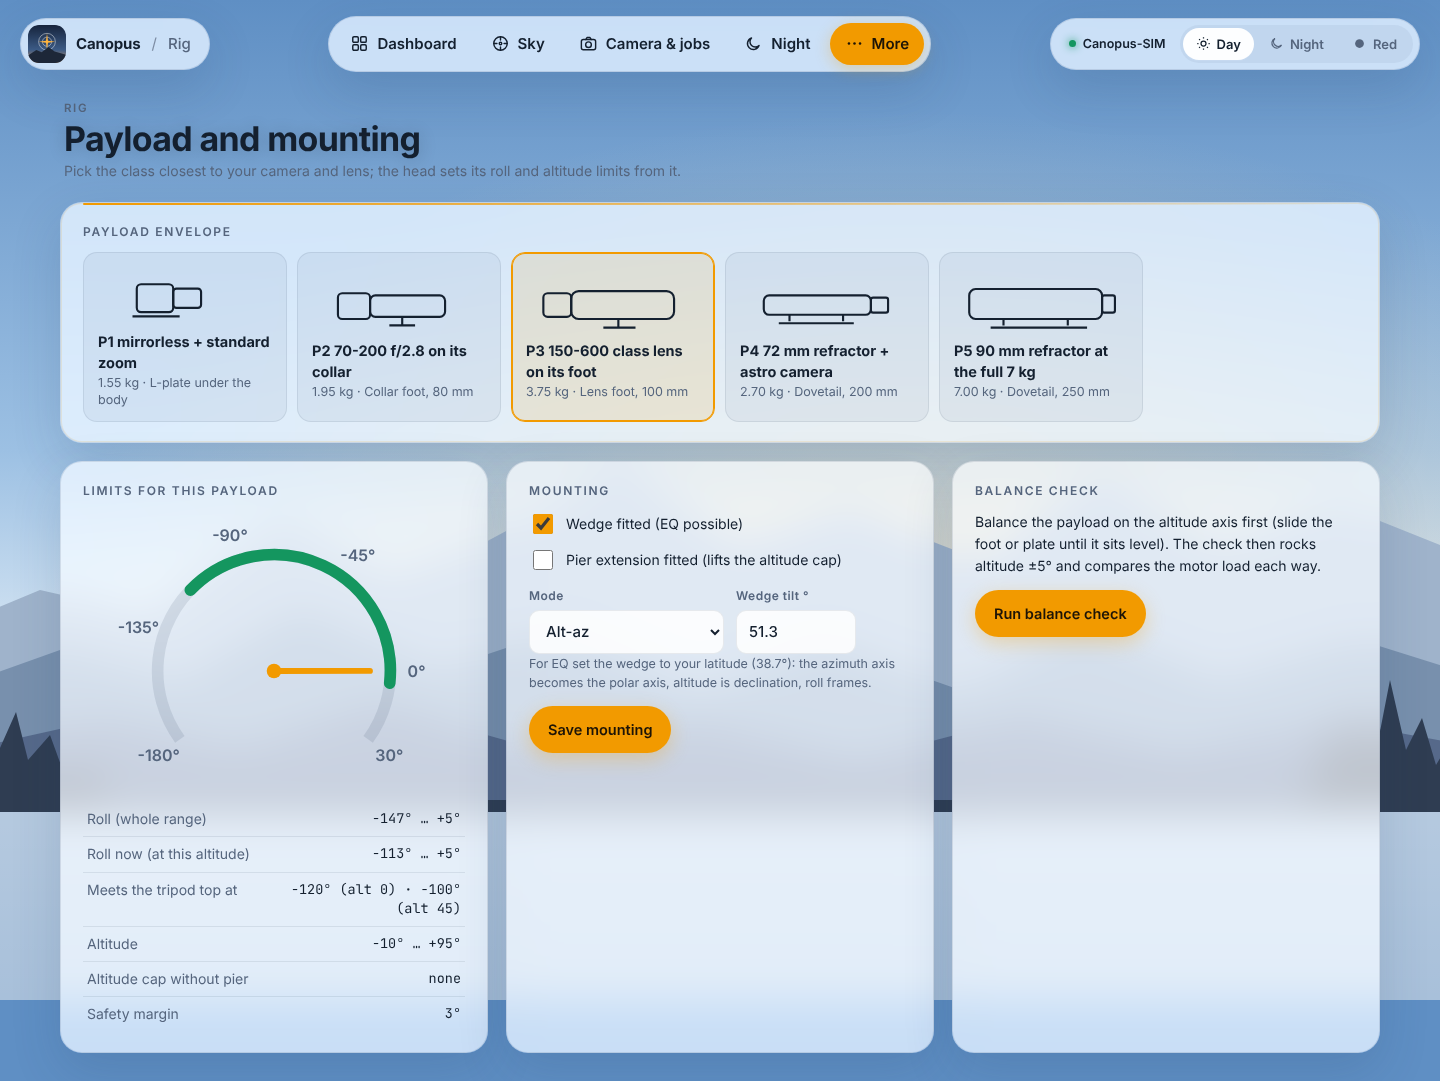 Canopus / Rig
Dashboard
Sky
Camera & jobs
Night
More
Canopus-SIM
Day
Night
Red
RIG
Payload and mounting
Pick the class closest to your camera and lens; the head sets its roll and altitude limits from it.
PAYLOAD ENVELOPE
P1 mirrorless + standard
zoom
1.55 kg · L-plate under the
body
P2 70-200 f/2.8 on its
collar
1.95 kg · Collar foot, 80 mm
P3 150-600 class lens
on its foot
3.75 kg · Lens foot, 100 mm
P4 72 mm refractor +
astro camera
2.70 kg · Dovetail, 200 mm
P5 90 mm refractor at
the full 7 kg
7.00 kg · Dovetail, 250 mm
LIMITS FOR THIS PAYLOAD
-90°
-45°
-135°
0°
-180°
30°
Roll (whole range) -147° … +5°
Roll now (at this altitude) -113° … +5°
Meets the tripod top at -120° (alt 0) · -100°
(alt 45)
Altitude -10° … +95°
Altitude cap without pier none
Safety margin 3°
MOUNTING
Wedge fitted (EQ possible)
Pier extension fitted (lifts the altitude cap)
Mode Wedge tilt °
Alt-az 51.3
For EQ set the wedge to your latitude (38.7°): the azimuth axis
becomes the polar axis, altitude is declination, roll frames.
Save mounting
BALANCE CHECK
Balance the payload on the altitude axis first (slide the
foot or plate until it sits level). The check then rocks
altitude ±5° and compares the motor load each way.
Run balance check